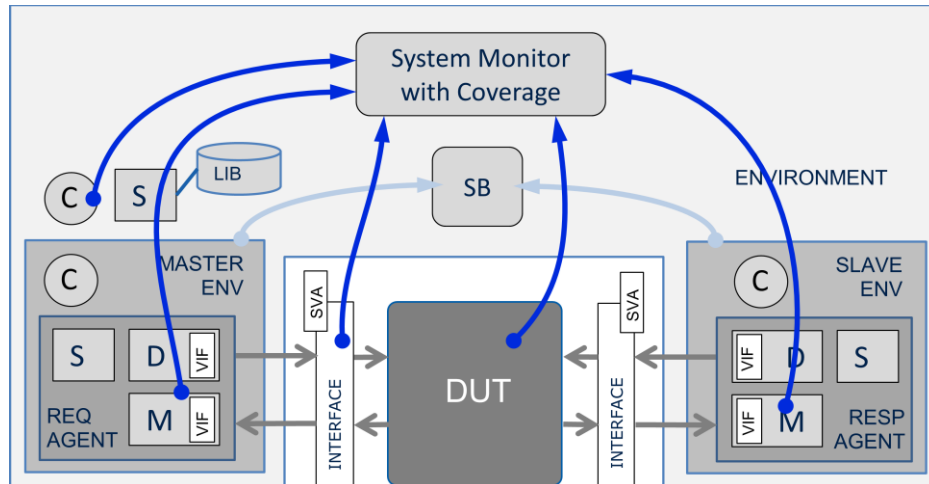 System Monitor
with Coverage
C
S
LIB
SB
ENVIRONMENT
C
MASTER
ENV
S
D
VIF
M
VIF
REQ
AGENT
SVA
INTERFACE
DUT
SVA
INTERFACE
C
SLAVE
ENV
VIF
D
S
VIF
M
RESP
AGENT